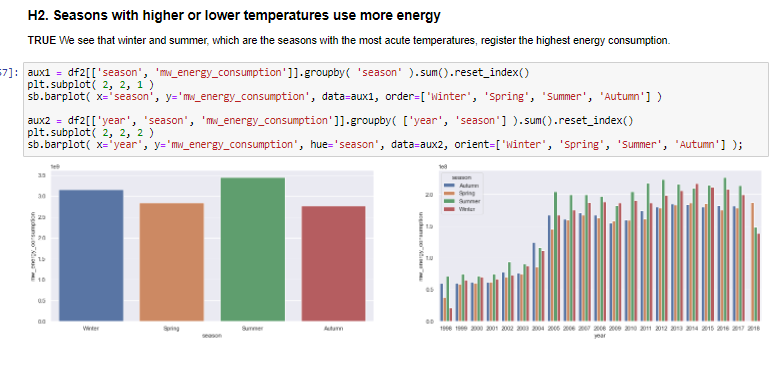 H2. Seasons with higher or lower temperatures use more energy
TRUE We see that winter and summer, which are the seasons with the most acute temperatures, register the highest energy consumption.
57]: aux1 = df2[['season', 'mw_energy_consumption']].groupby( 'season' ).sum().reset_index()
plt.subplot( 2, 2, 1 )
sb.barplot( x='season', y='mw_energy_consumption', data=aux1, order=['Winter', 'Spring', 'Summer', 'Autumn'] )
aux2 = df2[['year', 'season', 'mw_energy_consumption']].groupby( ['year', 'season'] ).sum().reset_index()
plt.subplot( 2, 2, 2 )
sb.barplot( x='year', y='mw_energy_consumption', hue='season', data=aux2, orient=['Winter', 'Spring', 'Summer', 'Autumn'] );
1e9
3.5
3.0
2.5
2.0
1.5
1.0
0.5
0.0
mw_energy_consumption
Winter Spring Summer Autumn
season
1e8
2.0
1.5
1.0
0.5
0.0
mw_energy_consumption
season
Autumn
Spring
Summer
Winter
1998 1999 2000 2001 2002 2003 2004 2005 2006 2007 2008 2009 2010 2011 2012 2013 2014 2015 2016 2017 2018
year